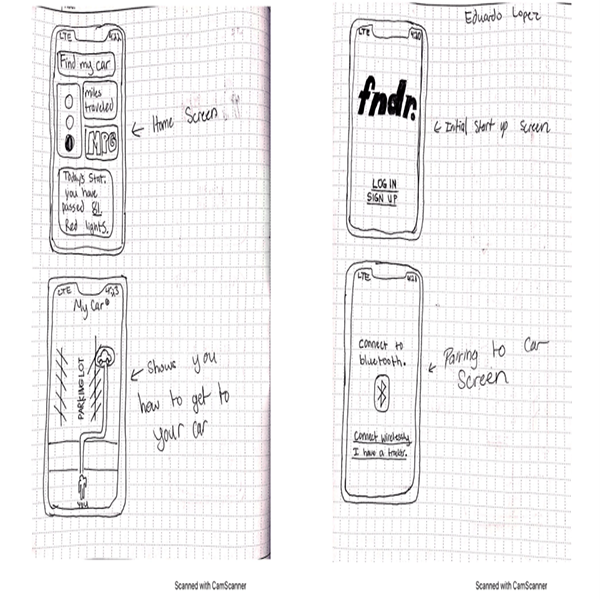 LTE 4:22
Find my car
miles
traveled
MPG
Today's Stat:
you have
passed 81
Red lights.
← Home Screen
LTE 4:23
My Car
PARKING LOT
YOU
← Shows you
how to get to
your car
Scanned with CamScanner
Eduardo Lopez
LTE 4:20
fndr.
LOG IN
SIGN UP
← Initial Start up Screen
LTE 4:21
Connect to
bluetooth.
Connect wirelessly
I have a tracker.
← Pairing to Car
Screen
Scanned with CamScanner